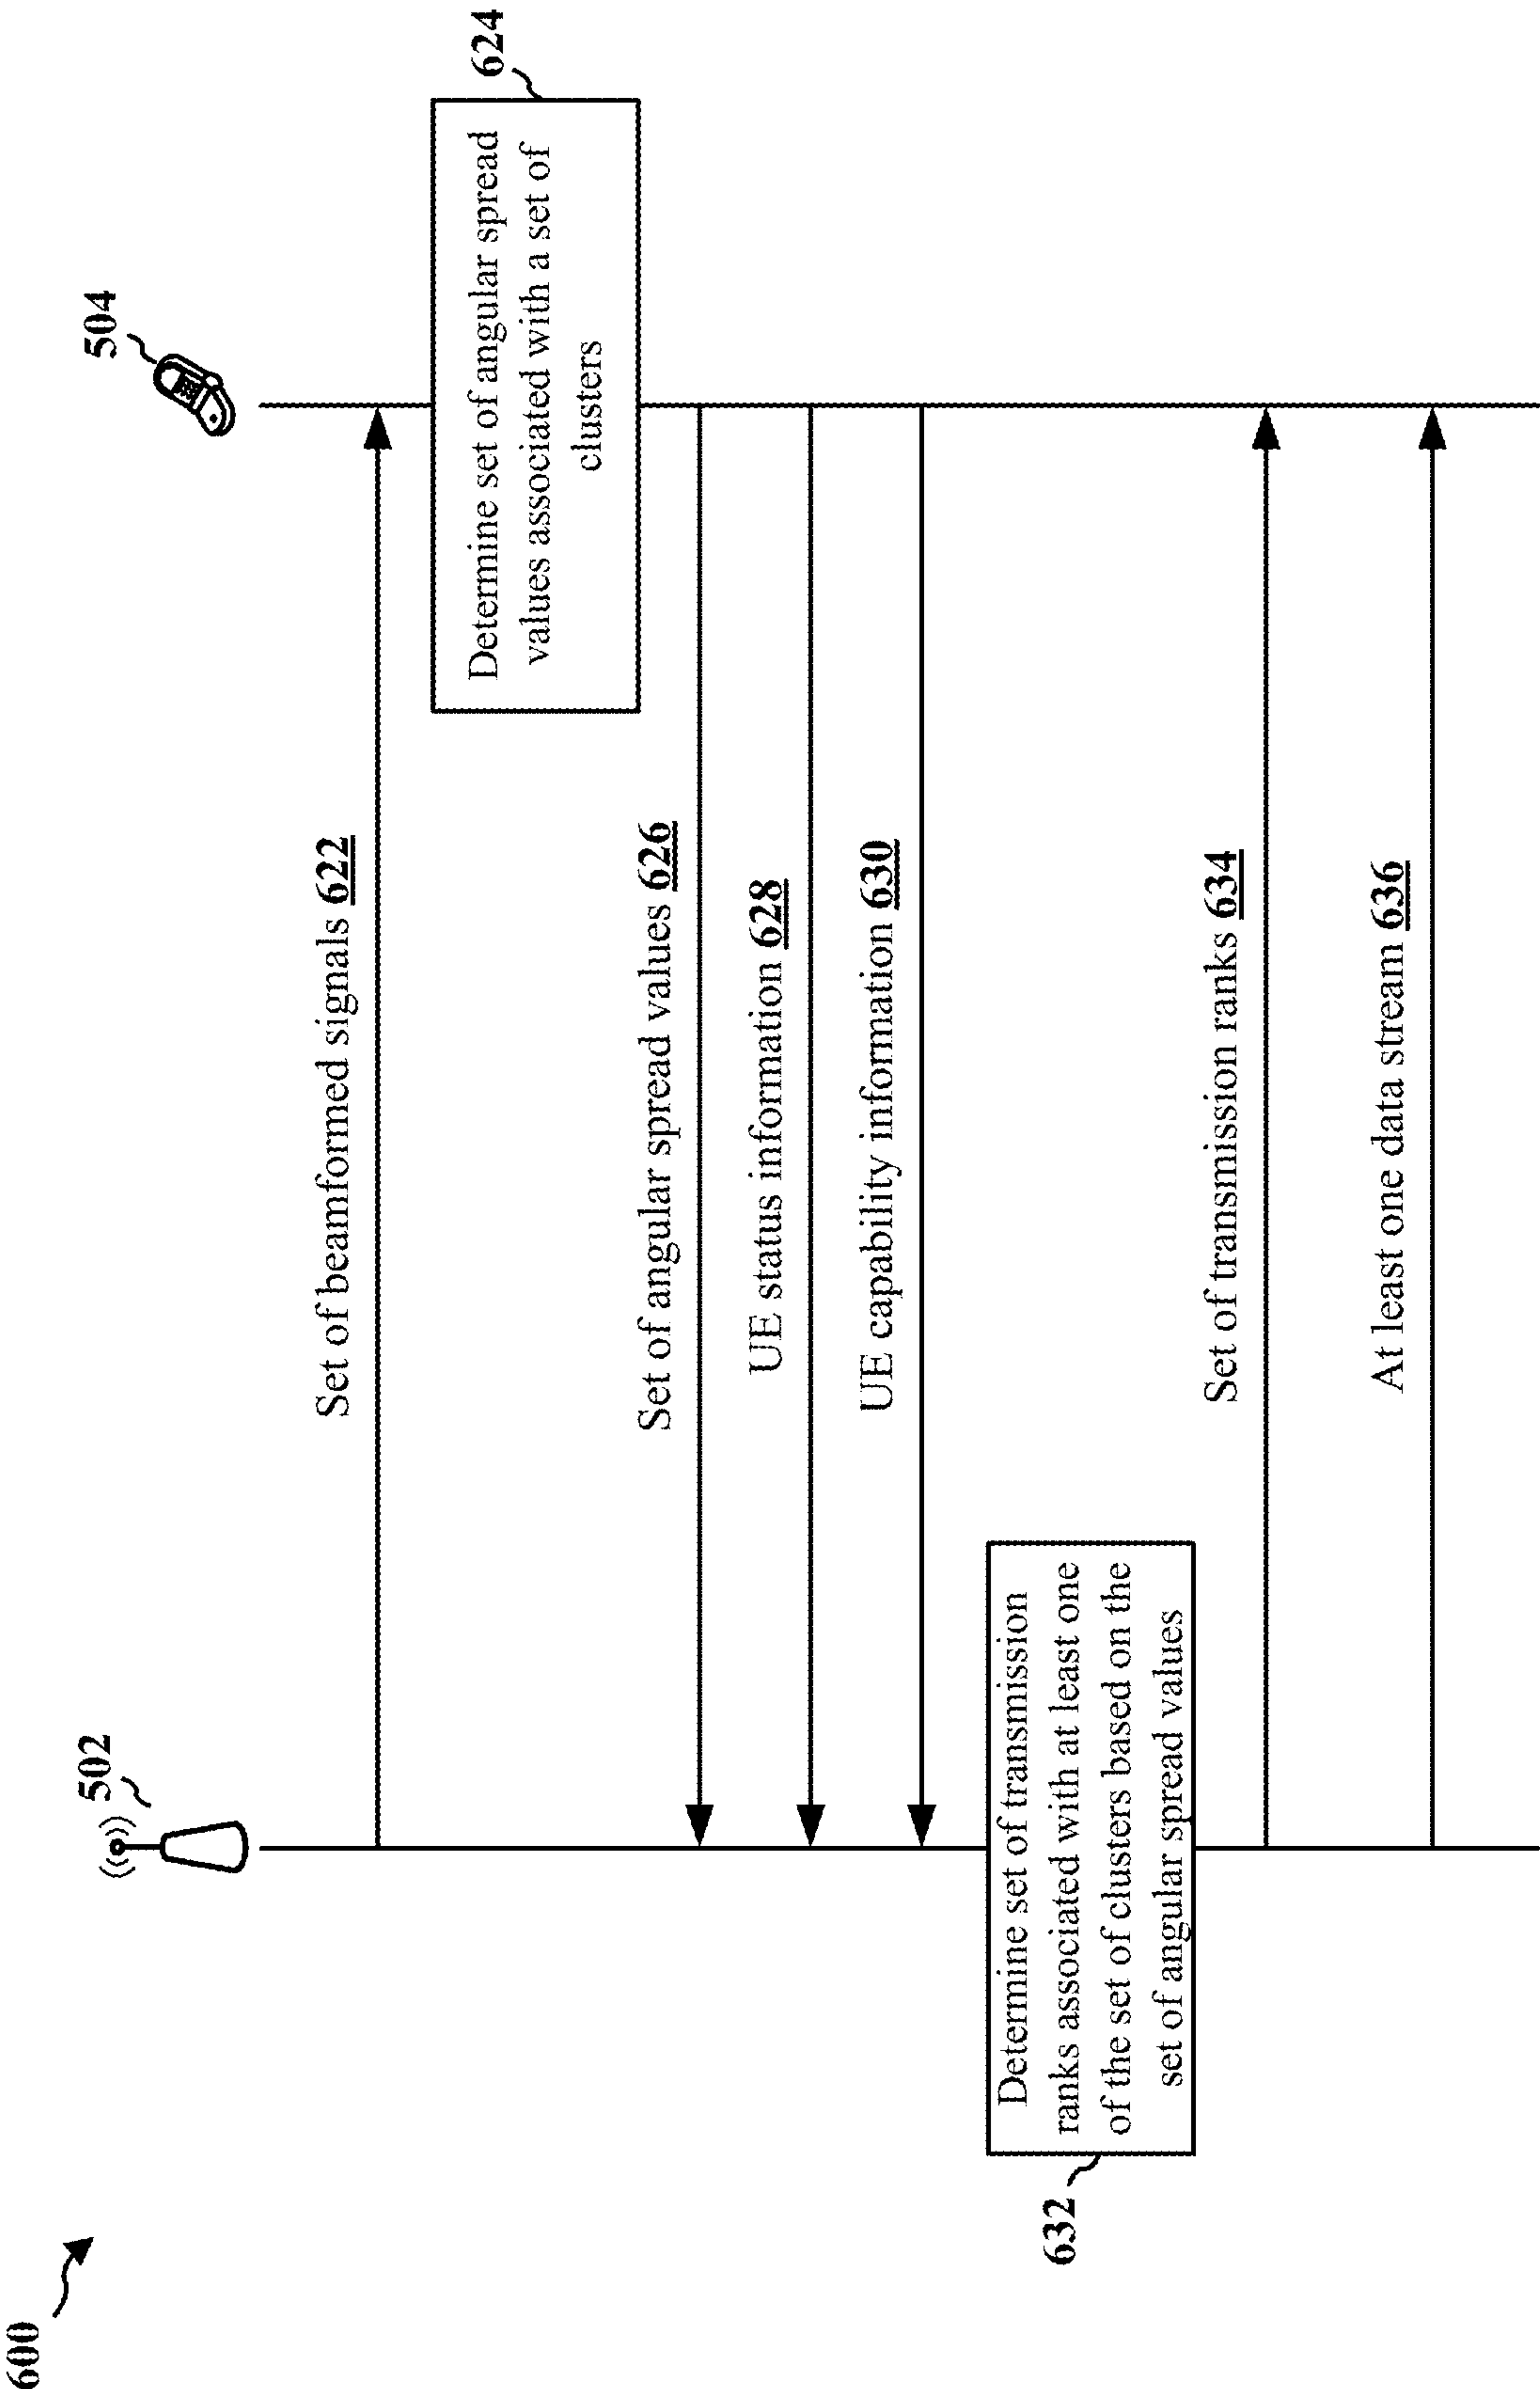 600
502
504
Set of beamformed signals 622
624
Determine set of angular spread
values associated with a set of
clusters
Set of angular spread values 626
UE status information 628
UE capability information 630
632
Determine set of transmission
ranks associated with at least one
of the set of clusters based on the
set of angular spread values
Set of transmission ranks 634
At least one data stream 636